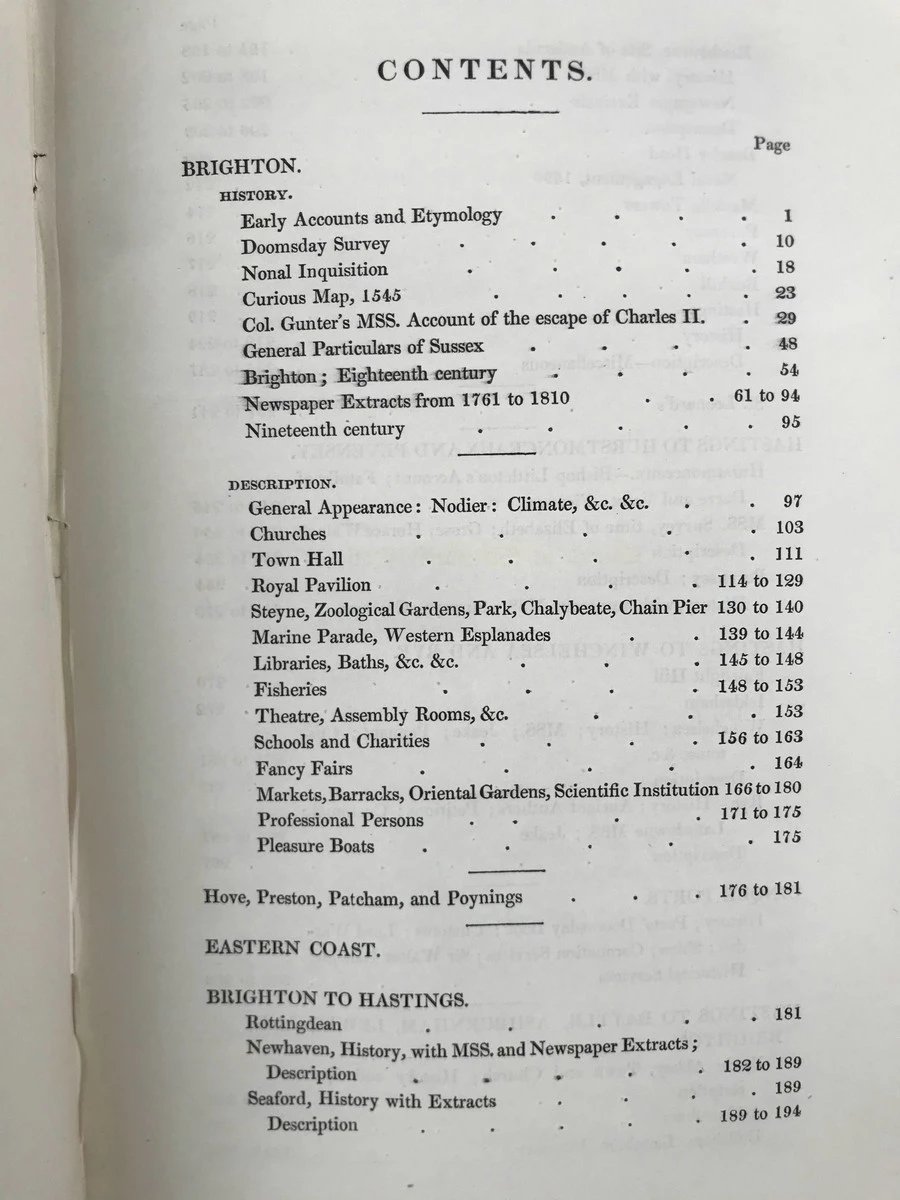 CONTENTS.
Page
BRIGHTON.
HISTORY.
Early Accounts and Etymology . . . . 1
Doomsday Survey . . . . . 10
Nonal Inquisition . . . . . 18
Curious Map, 1545 . . . . . 23
Col. Gunter's MSS. Account of the escape of Charles II. . 29
General Particulars of Sussex . . . . 48
Brighton; Eighteenth century . . . . 54
Newspaper Extracts from 1761 to 1810 . . 61 to 94
Nineteenth century . . . . . 95
DESCRIPTION.
General Appearance: Nodier: Climate, &c. &c. . . 97
Churches . . . . . 103
Town Hall . . . . . 111
Royal Pavilion . . . . 114 to 129
Steyne, Zoological Gardens, Park, Chalybeate, Chain Pier 130 to 140
Marine Parade, Western Esplanades . . 139 to 144
Libraries, Baths, &c. &c. . . . 145 to 148
Fisheries . . . . 148 to 153
Theatre, Assembly Rooms, &c. . . . 153
Schools and Charities . . . . 156 to 163
Fancy Fairs . . . . . 164
Markets, Barracks, Oriental Gardens, Scientific Institution 166 to 180
Professional Persons . . . . 171 to 175
Pleasure Boats . . . . . 175
Hove, Preston, Patcham, and Poynings . . . 176 to 181
EASTERN COAST.
BRIGHTON TO HASTINGS.
Rottingdean . . . . . 181
Newhaven, History, with MSS. and Newspaper Extracts;
Description . . . . . 182 to 189
Seaford, History with Extracts . . . . 189
Description . . . . . 189 to 194